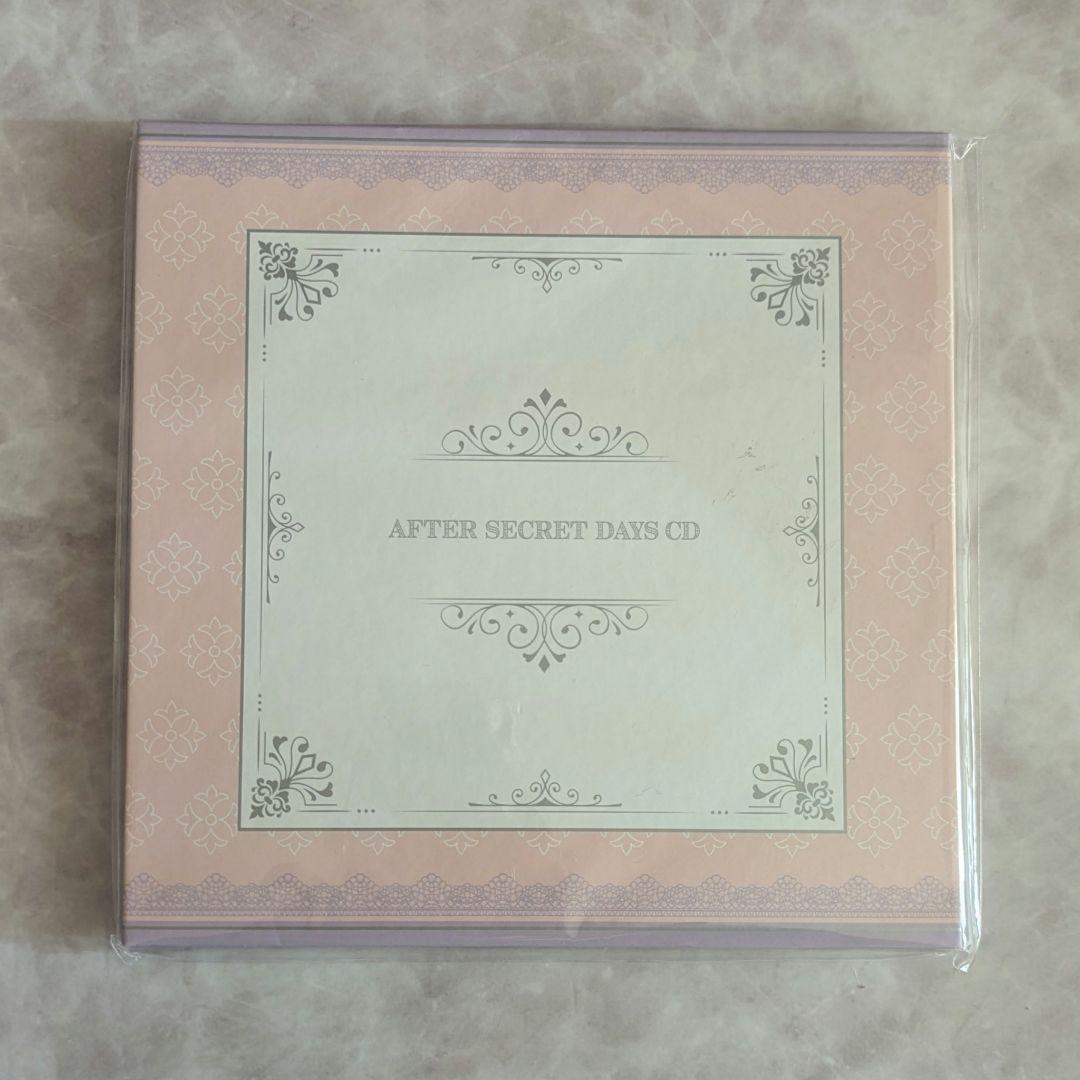 AFTER SECRET DAYS CD